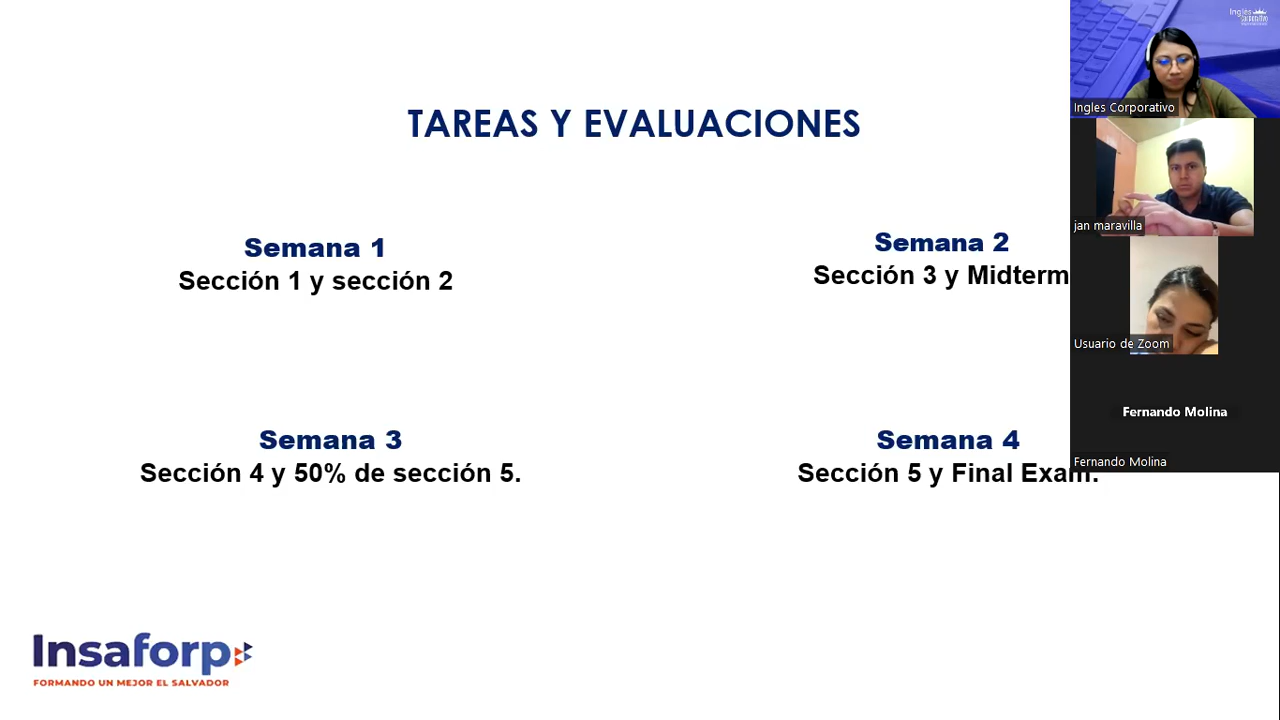 TAREAS Y EVALUACIONES
Semana 1
Sección 1 y sección 2
Semana 2
Sección 3 y Midterm
Semana 3
Sección 4 y 50% de sección 5.
Semana 4
Sección 5 y Final Exam.
Insaforp
FORMANDO UN MEJOR EL SALVADOR
Ingles Corporativo
jan maravilla
Usuario de Zoom
Fernando Molina
Fernando Molina